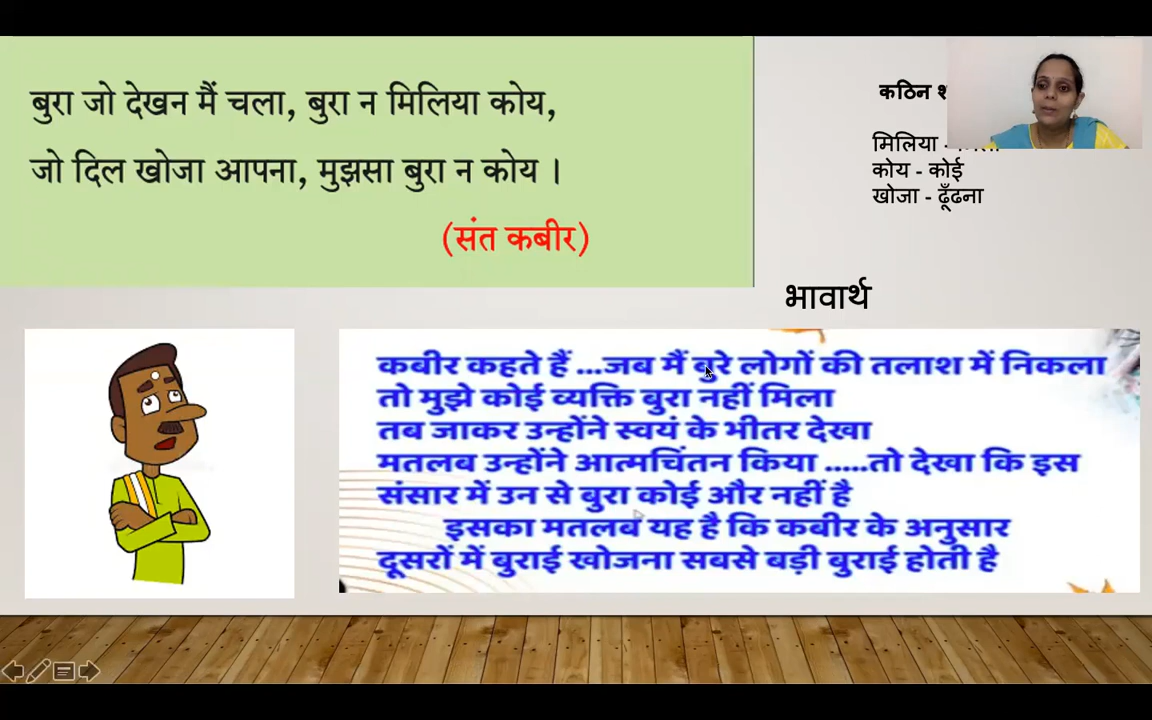 बुरा जो देखन मैं चला, बुरा न मिलिया कोय,
जो दिल खोजा आपना, मुझसा बुरा न कोय ।
(संत कबीर)
कठिन
मिलिया -
कोय - कोई
खोजा - ढूँढना
भावार्थ
कबीर कहते हैं ...जब मैं बुरे लोगों की तलाश में निकला
तो मुझे कोई व्यक्ति बुरा नहीं मिला
तब जाकर उन्होंने स्वयं के भीतर देखा
मतलब उन्होंने आत्मचिंतन किया .....तो देखा कि इस
संसार में उन से बुरा कोई और नहीं है
इसका मतलब यह है कि कबीर के अनुसार
दूसरों में बुराई खोजना सबसे बड़ी बुराई होती है